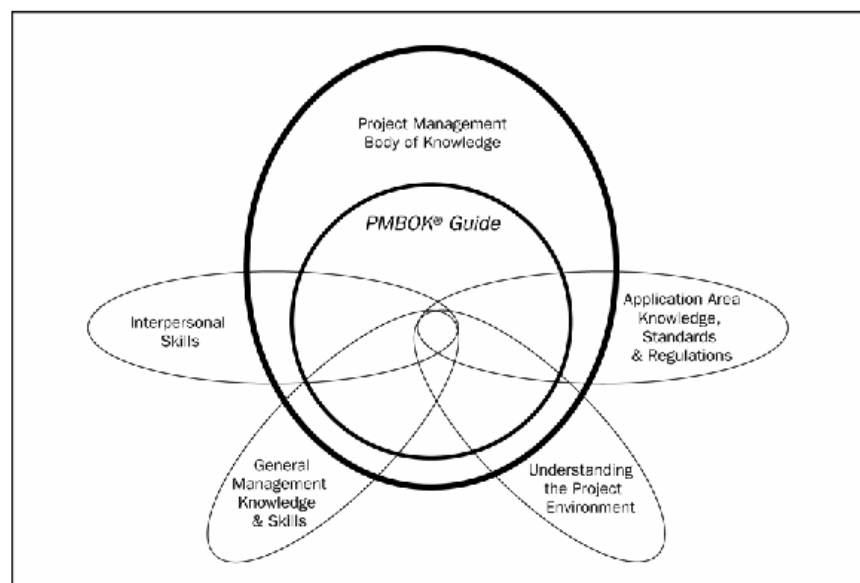 Project Management
Body of Knowledge
PMBOK® Guide
Interpersonal
Skills
Application Area
Knowledge,
Standards
& Regulations
General
Management
Knowledge
& Skills
Understanding
the Project
Environment